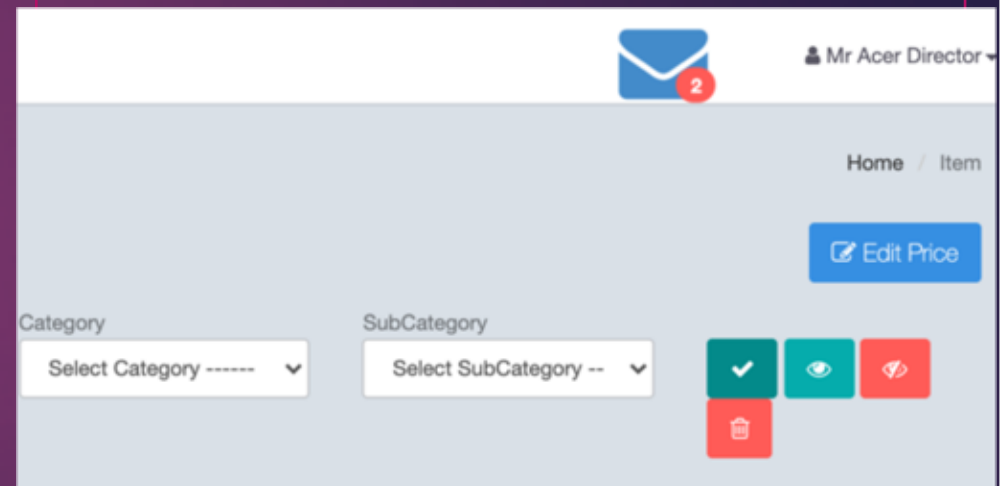 2
Mr Acer Director
Home / Item
Edit Price
Category
SubCategory
Select Category ------
Select SubCategory --